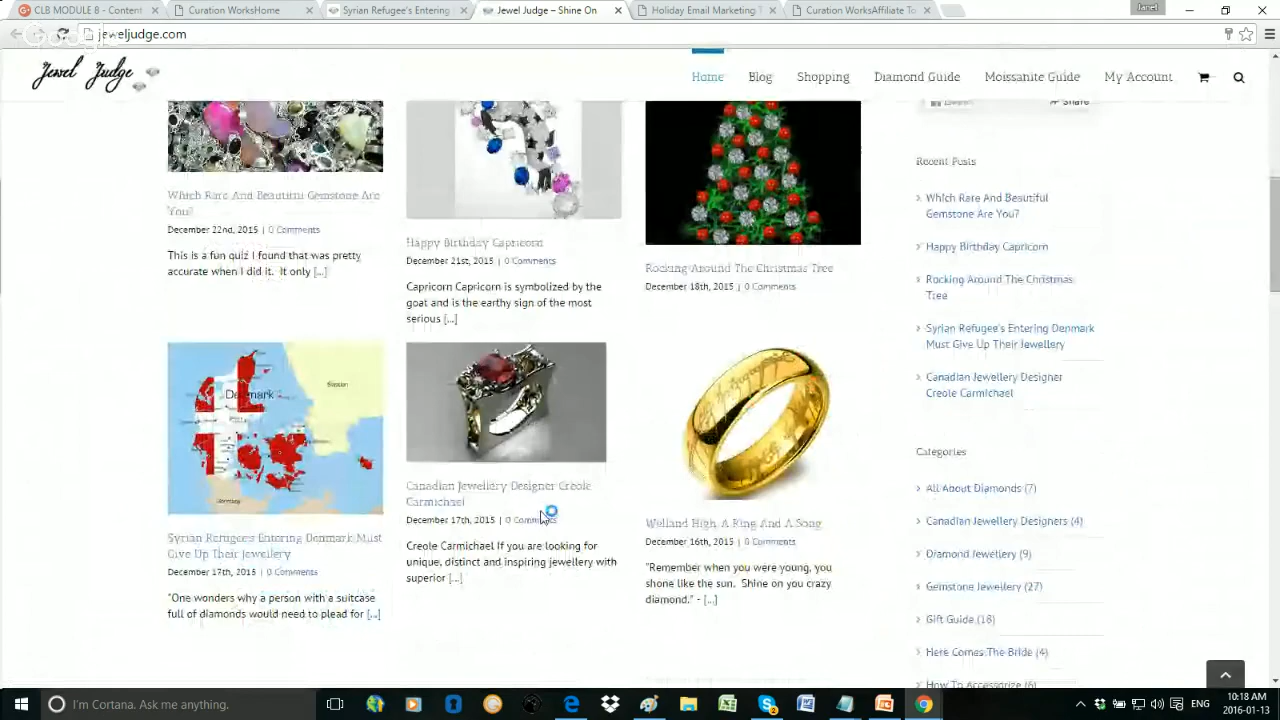 CLB MODULE 8 - Content
Curation WorksHome
Syrian Refugee's Entering
Jewel Judge – Shine On
Holiday Email Marketing T
Curation WorksAffiliate To
jeweljudge.com
Jewel Judge
Home
Blog
Shopping
Diamond Guide
Moissanite Guide
My Account
Share
Which Rare And Beautiful Gemstone Are
You?
December 22nd, 2015 | 0 Comments
This is a fun quiz I found that was pretty
accurate when I did it. It only [...]
Happy Birthday Capricorn
December 21st, 2015 | 0 Comments
Capricorn Capricorn is symbolized by the
goat and is the earthy sign of the most
serious [...]
Rocking Around The Christmas Tree
December 18th, 2015 | 0 Comments
Denmark
Syrian Refugee's Entering Denmark Must
Give Up Their Jewellery
December 17th, 2015 | 0 Comments
"One wonders why a person with a suitcase
full of diamonds would need to plead for [...]
Canadian Jewellery Designer Creole
Carmichael
December 17th, 2015 | 0 Comments
Creole Carmichael If you are looking for
unique, distinct and inspiring jewellery with
superior [...]
Welland High, A Ring And A Song
December 16th, 2015 | 0 Comments
"Remember when you were young, you
shone like the sun. Shine on you crazy
diamond." - [...]
Recent Posts
Which Rare And Beautiful
Gemstone Are You?
Happy Birthday Capricorn
Rocking Around The Christmas
Tree
Syrian Refugee's Entering Denmark
Must Give Up Their Jewellery
Canadian Jewellery Designer
Creole Carmichael
Categories
All About Diamonds (7)
Canadian Jewellery Designers (4)
Diamond Jewellery (9)
Gemstone Jewellery (27)
Gift Guide (18)
Here Comes The Bride (4)
How To Accessorize (6)
I'm Cortana. Ask me anything.
ENG
10:18 AM
2016-01-13